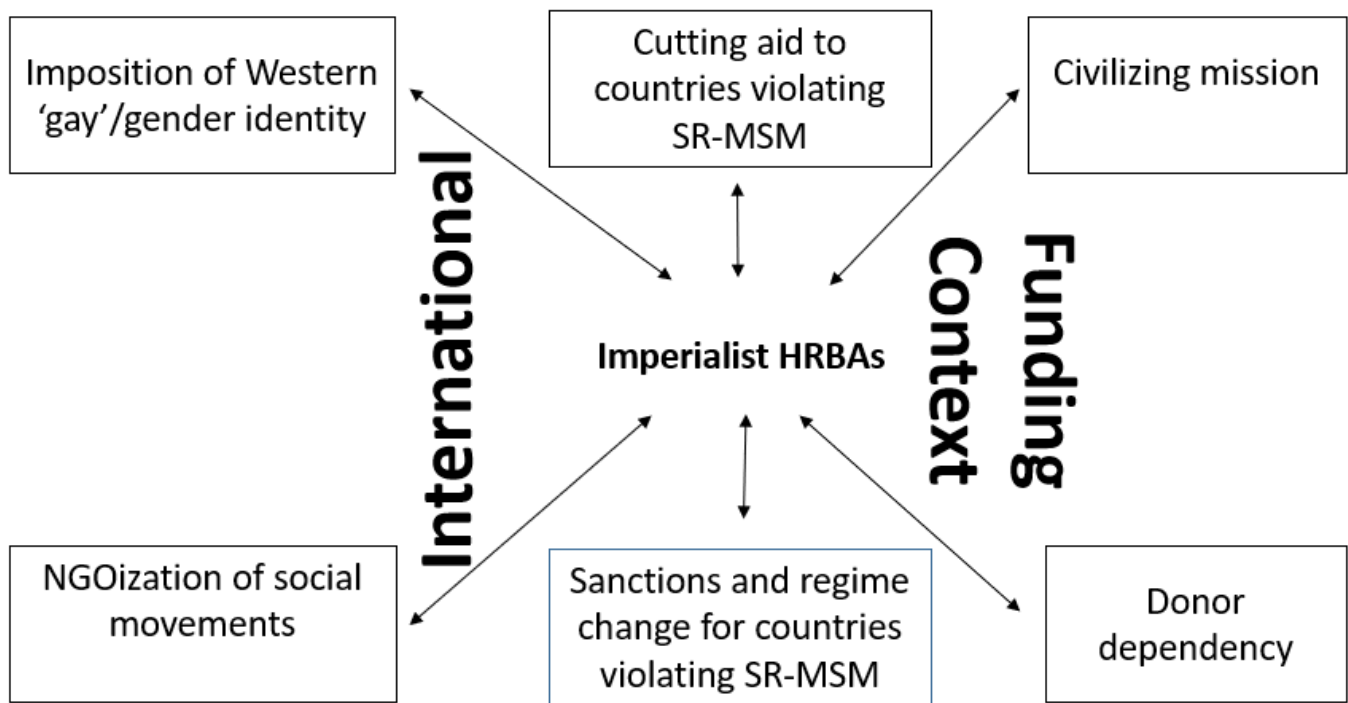 Imposition of Western
‘gay’/gender identity
Cutting aid to
countries violating
SR-MSM
Civilizing mission
International
Imperialist HRBAs
Funding
Context
NGOization of social
movements
Sanctions and regime
change for countries
violating SR-MSM
Donor
dependency